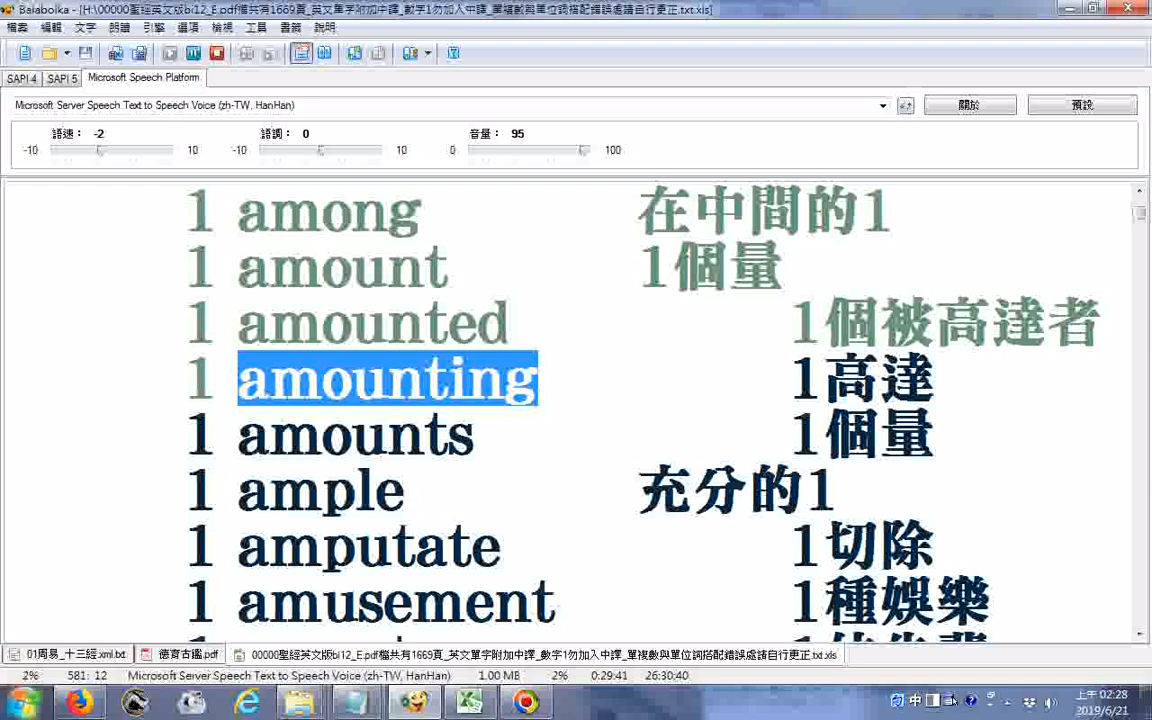 Balabolka - [H:\00000聖經英文版bi12_E.pdf檔共有1669頁_英文單字附加中譯_數字1勿加入中譯_單複數與單位詞搭配錯誤處請自行更正.txt.xls]
檔案 編輯 文字 朗讀 引擎 選項 檢視 工具 書籤 說明
SAPI 4 SAPI 5 Microsoft Speech Platform
Microsoft Server Speech Text to Speech Voice (zh-TW, HanHan) 關於 預設
語速： -2 語調： 0 音量： 95
-10 10 -10 10 0 100
1 among 在中間的1
1 amount 1個量
1 amounted 1個被高達者
1 amounting 1高達
1 amounts 1個量
1 ample 充分的1
1 amputate 1切除
1 amusement 1種娛樂
01周易_十三經.xml.txt 德育古鑑.pdf 00000聖經英文版bi12_E.pdf檔共有1669頁_英文單字附加中譯_數字1勿加入中譯_單複數與單位詞搭配錯誤處請自行更正.txt.xls
2% 581: 12 Microsoft Server Speech Text to Speech Voice (zh-TW, HanHan) 1.00 MB 2% 0:29:41 26:30:40
中 上午 02:28
2019/6/21